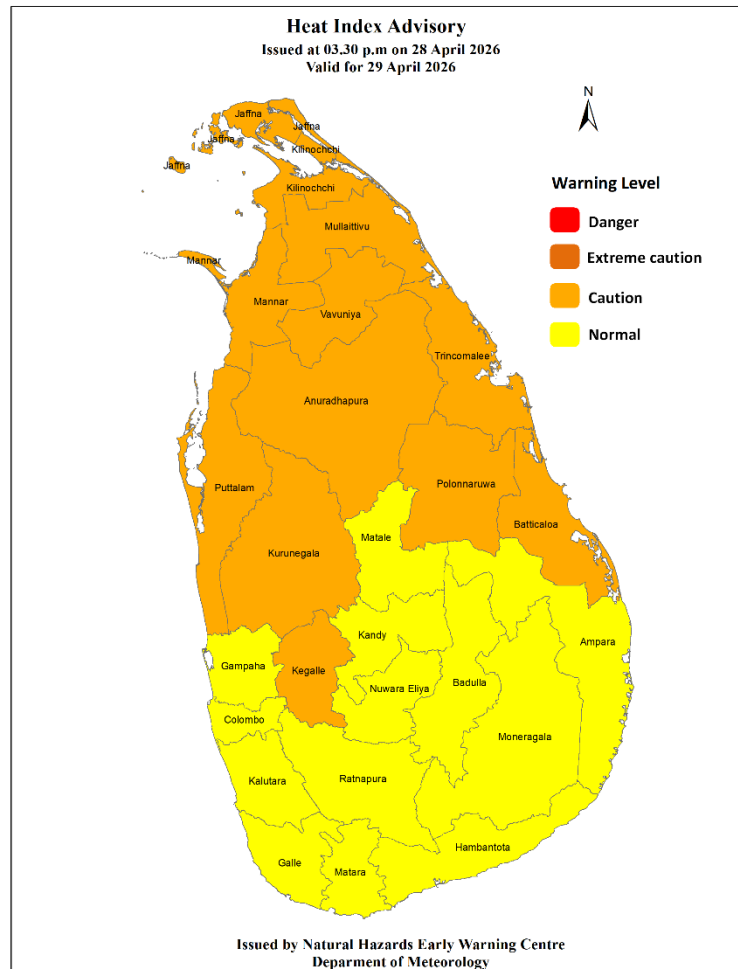 Heat Index Advisory
Issued at 03.30 p.m on 28 April 2026
Valid for 29 April 2026
N
Warning Level
Danger
Extreme caution
Caution
Normal
Jaffna
Jaffna
Jaffna
Jaffna
Kilinochchi
Kilinochchi
Mullaittivu
Mannar
Mannar
Vavuniya
Trincomalee
Anuradhapura
Puttalam
Polonnaruwa
Batticaloa
Kurunegala
Matale
Kandy
Ampara
Gampaha
Kegalle
Nuwara Eliya
Badulla
Colombo
Moneragala
Kalutara
Ratnapura
Hambantota
Galle
Matara
Issued by Natural Hazards Early Warning Centre
Deparment of Meteorology